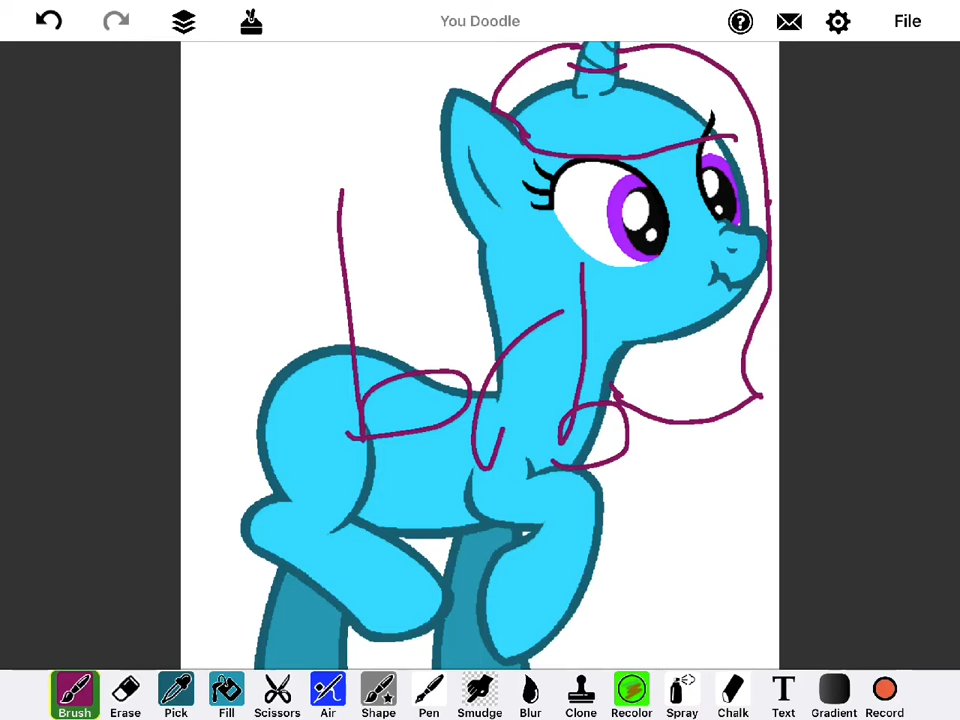 You Doodle
File
Brush
Erase
Pick
Fill
Scissors
Air
Shape
Pen
Smudge
Blur
Clone
Recolor
Spray
Chalk
Text
Gradient
Record